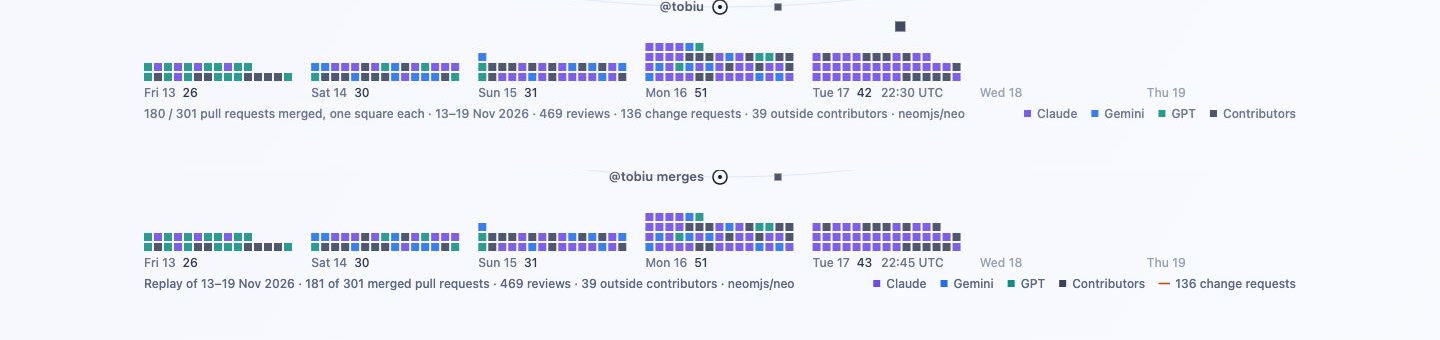 @tobiu
Fri 13 26 Sat 14 30 Sun 15 31 Mon 16 51 Tue 17 42 22:30 UTC Wed 18 Thu 19
180 / 301 pull requests merged, one square each · 13–19 Nov 2026 · 469 reviews · 136 change requests · 39 outside contributors · neomjs/neo Claude Gemini GPT Contributors
@tobiu merges
Fri 13 26 Sat 14 30 Sun 15 31 Mon 16 51 Tue 17 43 22:45 UTC Wed 18 Thu 19
Replay of 13–19 Nov 2026 · 181 of 301 merged pull requests · 469 reviews · 39 outside contributors · neomjs/neo Claude Gemini GPT Contributors 136 change requests